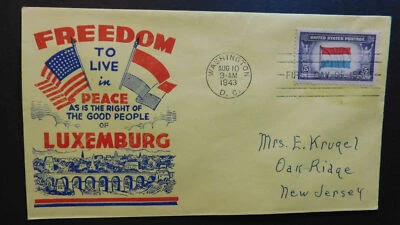 FREEDOM
TO
LIVE
in
PEACE
AS IS THE RIGHT OF
THE GOOD PEOPLE
OF
LUXEMBURG
WASHINGTON
AUG 10
3-AM
1943
D. C.
UNITED STATES POSTAGE
Mrs. E. Krugel
Oak Ridge
New Jersey